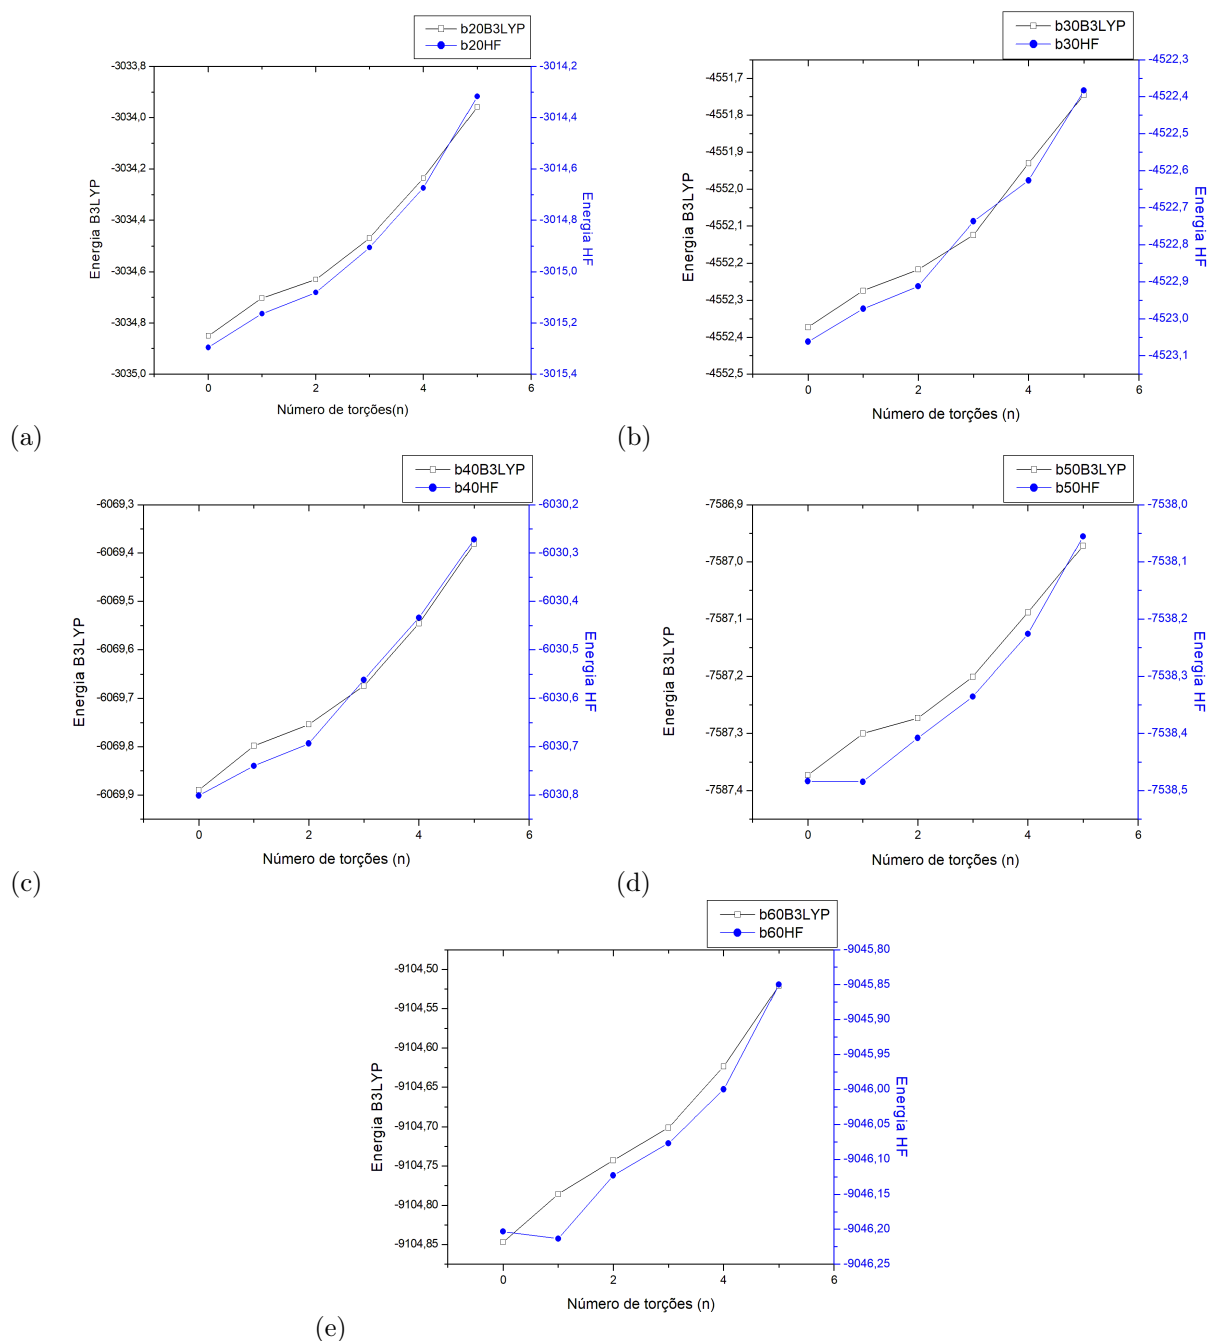 b20B3LYP
b20HF
-3033,8
-3034,0
-3034,2
-3034,4
-3034,6
-3034,8
-3035,0
Energia B3LYP
-3014,2
-3014,4
-3014,6
-3014,8
-3015,0
-3015,2
-3015,4
Energia HF
0 2 4 6
Número de torções(n)
(a)
b30B3LYP
b30HF
-4551,7
-4551,8
-4551,9
-4552,0
-4552,1
-4552,2
-4552,3
-4552,4
-4552,5
Energia B3LYP
-4522,3
-4522,4
-4522,5
-4522,6
-4522,7
-4522,8
-4522,9
-4523,0
-4523,1
Energia HF
0 2 4 6
Número de torções (n)
(b)
b40B3LYP
b40HF
-6069,3
-6069,4
-6069,5
-6069,6
-6069,7
-6069,8
-6069,9
Energia B3LYP
-6030,2
-6030,3
-6030,4
-6030,5
-6030,6
-6030,7
-6030,8
Energia HF
0 2 4 6
Número de torções (n)
(c)
b50B3LYP
b50HF
-7586,9
-7587,0
-7587,1
-7587,2
-7587,3
-7587,4
Energia B3LYP
-7538,0
-7538,1
-7538,2
-7538,3
-7538,4
-7538,5
Energia HF
0 2 4 6
Número de torções (n)
(d)
b60B3LYP
b60HF
-9104,50
-9104,55
-9104,60
-9104,65
-9104,70
-9104,75
-9104,80
-9104,85
Energia B3LYP
-9045,80
-9045,85
-9045,90
-9045,95
-9046,00
-9046,05
-9046,10
-9046,15
-9046,20
-9046,25
Energia HF
0 2 4 6
Número de torções (n)
(e)